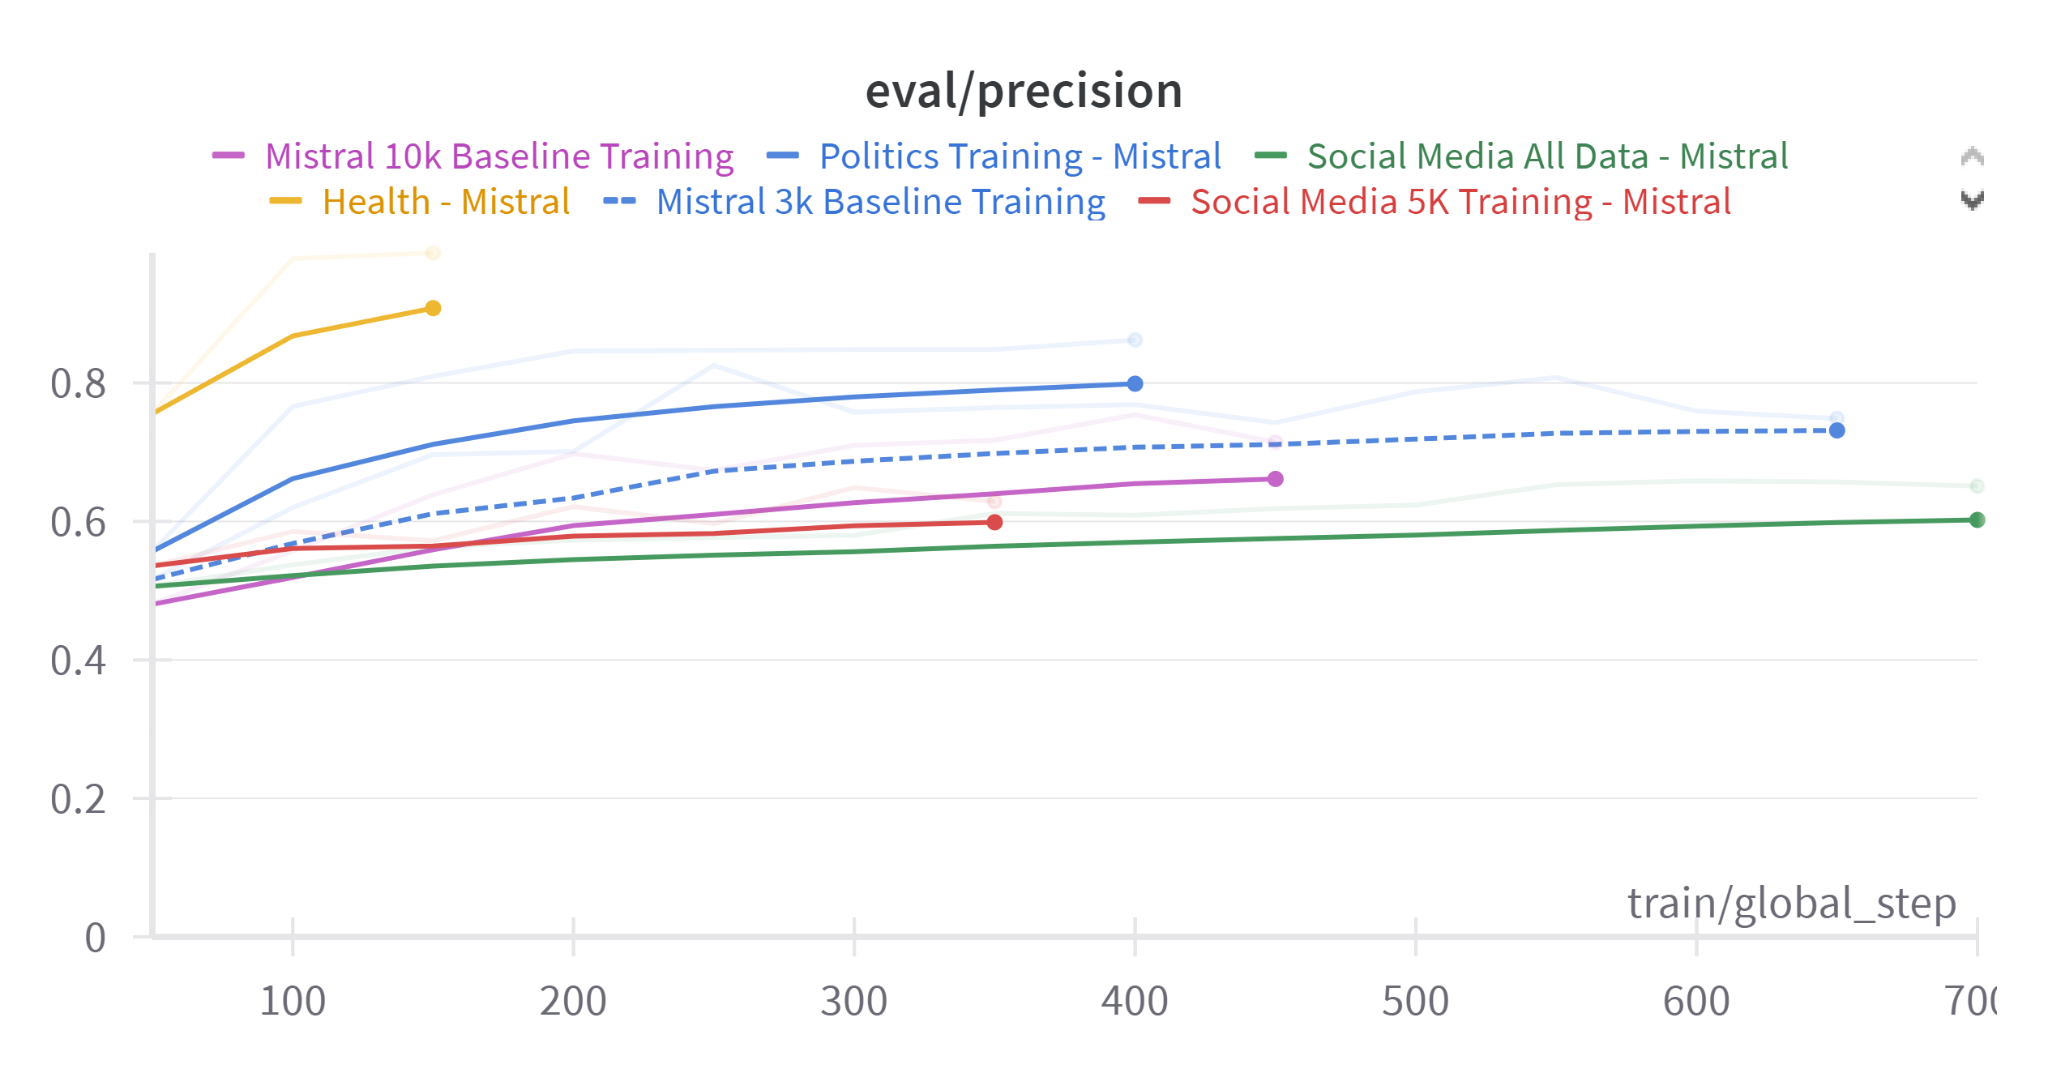 eval/precision
Mistral 10k Baseline Training Politics Training - Mistral Social Media All Data - Mistral
Health - Mistral Mistral 3k Baseline Training Social Media 5K Training - Mistral
0.8
0.6
0.4
0.2
0
train/global_step
100 200 300 400 500 600 700